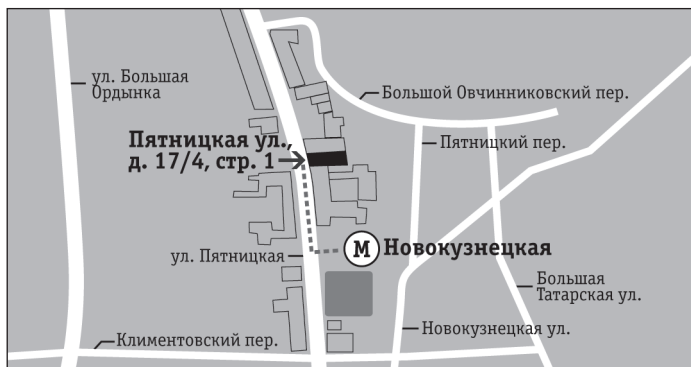 ул. Большая
Ордынка
Большой Овчинниковский пер.
Пятницкая ул.,
д. 17/4, стр. 1
Пятницкий пер.
ул. Пятницкая
М Новокузнецкая
Большая
Татарская ул.
Климентовский пер.
Новокузнецкая ул.